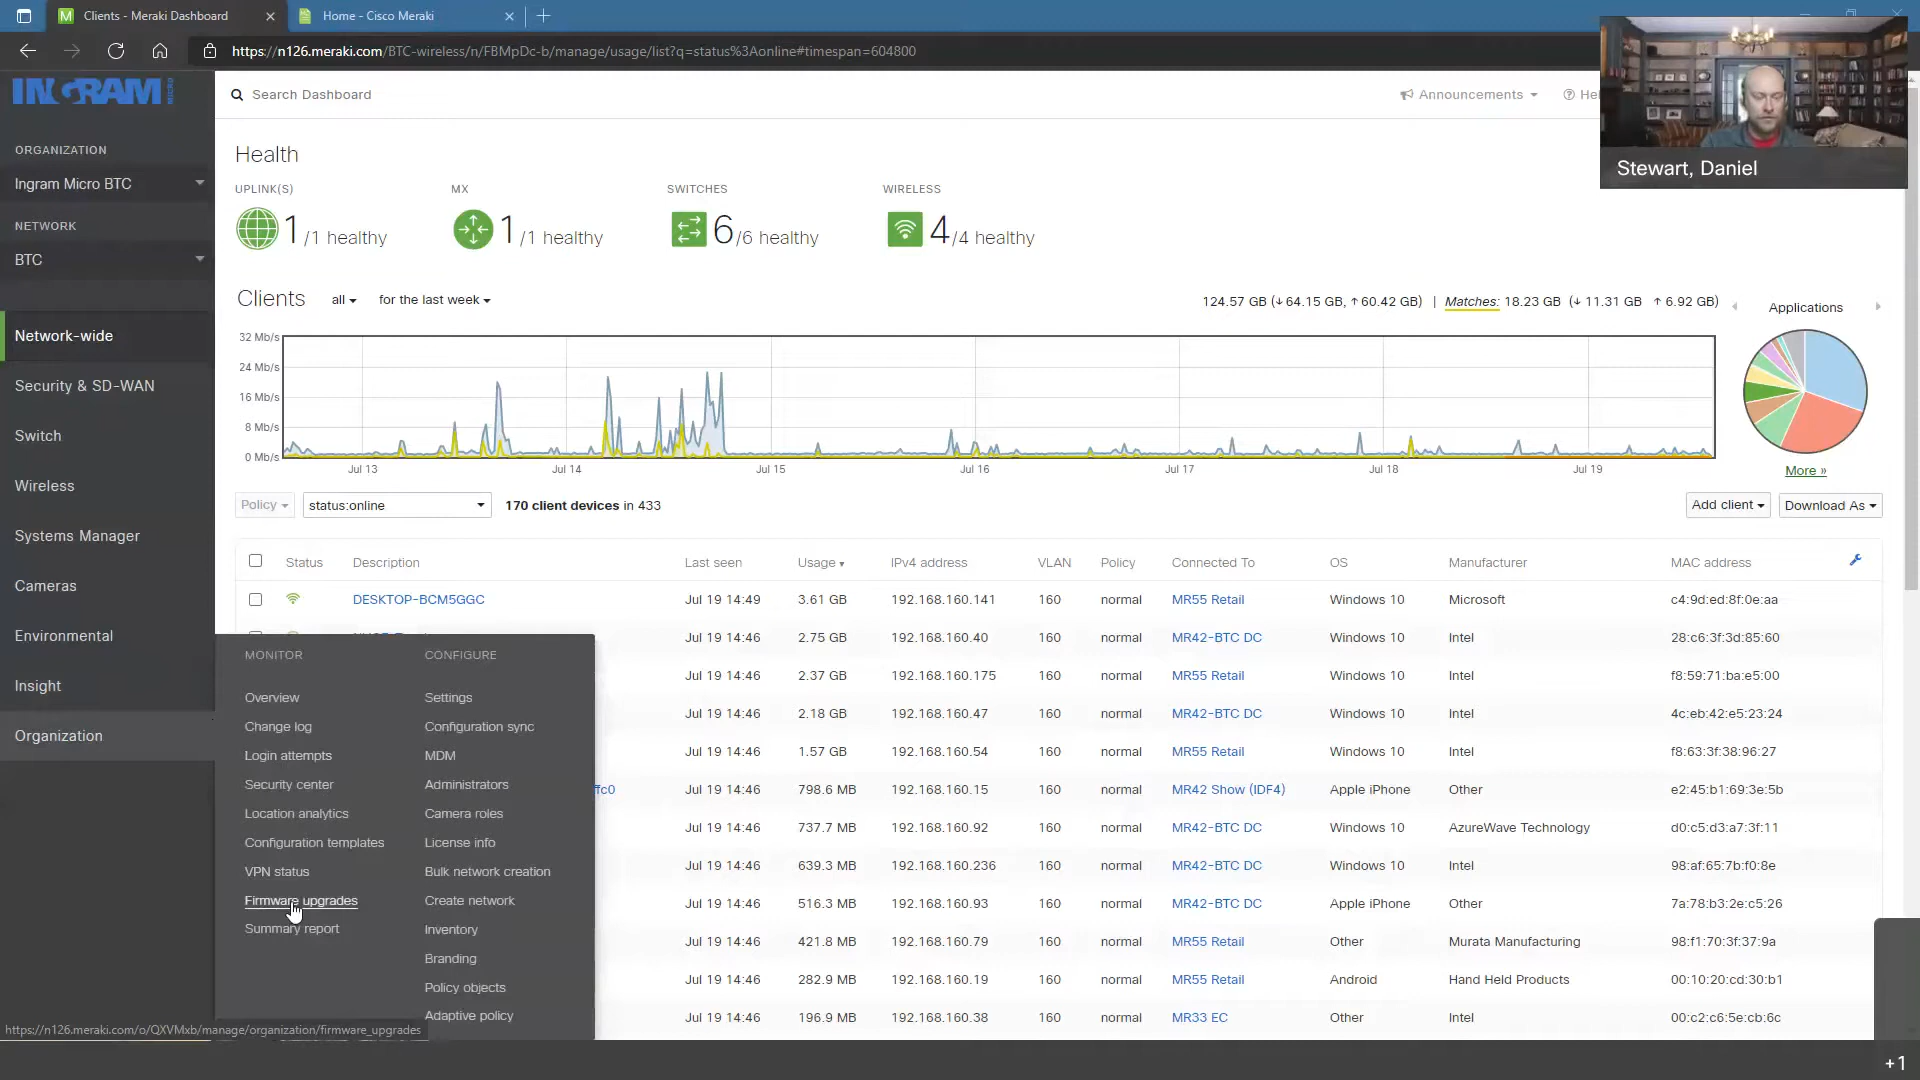 Clients - Meraki Dashboard
Home - Cisco Meraki
https://n126.meraki.com/BTC-wireless/n/FBMpDc-b/manage/usage/list?q=status%3Aonline#timespan=604800
INGRAM
Search Dashboard
Announcements
Hel
Stewart, Daniel
ORGANIZATION
Ingram Micro BTC
NETWORK
BTC
Network-wide
Security & SD-WAN
Switch
Wireless
Systems Manager
Cameras
Environmental
Insight
Organization
Health
UPLINK(S)
MX
SWITCHES
WIRELESS
1/1 healthy
1/1 healthy
6/6 healthy
4/4 healthy
Clients all for the last week
124.57 GB (↓64.15 GB, ↑60.42 GB) | Matches: 18.23 GB (↓ 11.31 GB ↑ 6.92 GB)
Applications
32 Mb/s
24 Mb/s
16 Mb/s
8 Mb/s
0 Mb/s
Jul 13 Jul 14 Jul 15 Jul 16 Jul 17 Jul 18 Jul 19
More »
Policy status:online 170 client devices in 433 Add client Download As
Status Description Last seen Usage IPv4 address VLAN Policy Connected To OS Manufacturer MAC address
DESKTOP-BCM5GGC Jul 19 14:49 3.61 GB 192.168.160.141 160 normal MR55 Retail Windows 10 Microsoft c4:9d:ed:8f:0e:aa
Jul 19 14:46 2.75 GB 192.168.160.40 160 normal MR42-BTC DC Windows 10 Intel 28:c6:3f:3d:85:60
Jul 19 14:46 2.37 GB 192.168.160.175 160 normal MR55 Retail Windows 10 Intel f8:59:71:ba:e5:00
Jul 19 14:46 2.18 GB 192.168.160.47 160 normal MR42-BTC DC Windows 10 Intel 4c:eb:42:e5:23:24
Jul 19 14:46 1.57 GB 192.168.160.54 160 normal MR55 Retail Windows 10 Intel f8:63:3f:38:96:27
ffc0 Jul 19 14:46 798.6 MB 192.168.160.15 160 normal MR42 Show (IDF4) Apple iPhone Other e2:45:b1:69:3e:5b
Jul 19 14:46 737.7 MB 192.168.160.92 160 normal MR42-BTC DC Windows 10 AzureWave Technology d0:c5:d3:a7:3f:11
Jul 19 14:46 639.3 MB 192.168.160.236 160 normal MR42-BTC DC Windows 10 Intel 98:af:65:7b:f0:8e
Jul 19 14:46 516.3 MB 192.168.160.93 160 normal MR42-BTC DC Apple iPhone Other 7a:78:b3:2e:c5:26
Jul 19 14:46 421.8 MB 192.168.160.79 160 normal MR55 Retail Other Murata Manufacturing 98:f1:70:3f:37:9a
Jul 19 14:46 282.9 MB 192.168.160.19 160 normal MR55 Retail Android Hand Held Products 00:10:20:cd:30:b1
Jul 19 14:46 196.9 MB 192.168.160.38 160 normal MR33 EC Other Intel 00:c2:c6:5e:cb:6c
MONITOR
Overview
Change log
Login attempts
Security center
Location analytics
Configuration templates
VPN status
Firmware upgrades
Summary report
CONFIGURE
Settings
Configuration sync
MDM
Administrators
Camera roles
License info
Bulk network creation
Create network
Inventory
Branding
Policy objects
Adaptive policy
https://n126.meraki.com/o/QXVMxb/manage/organization/firmware_upgrades
+1